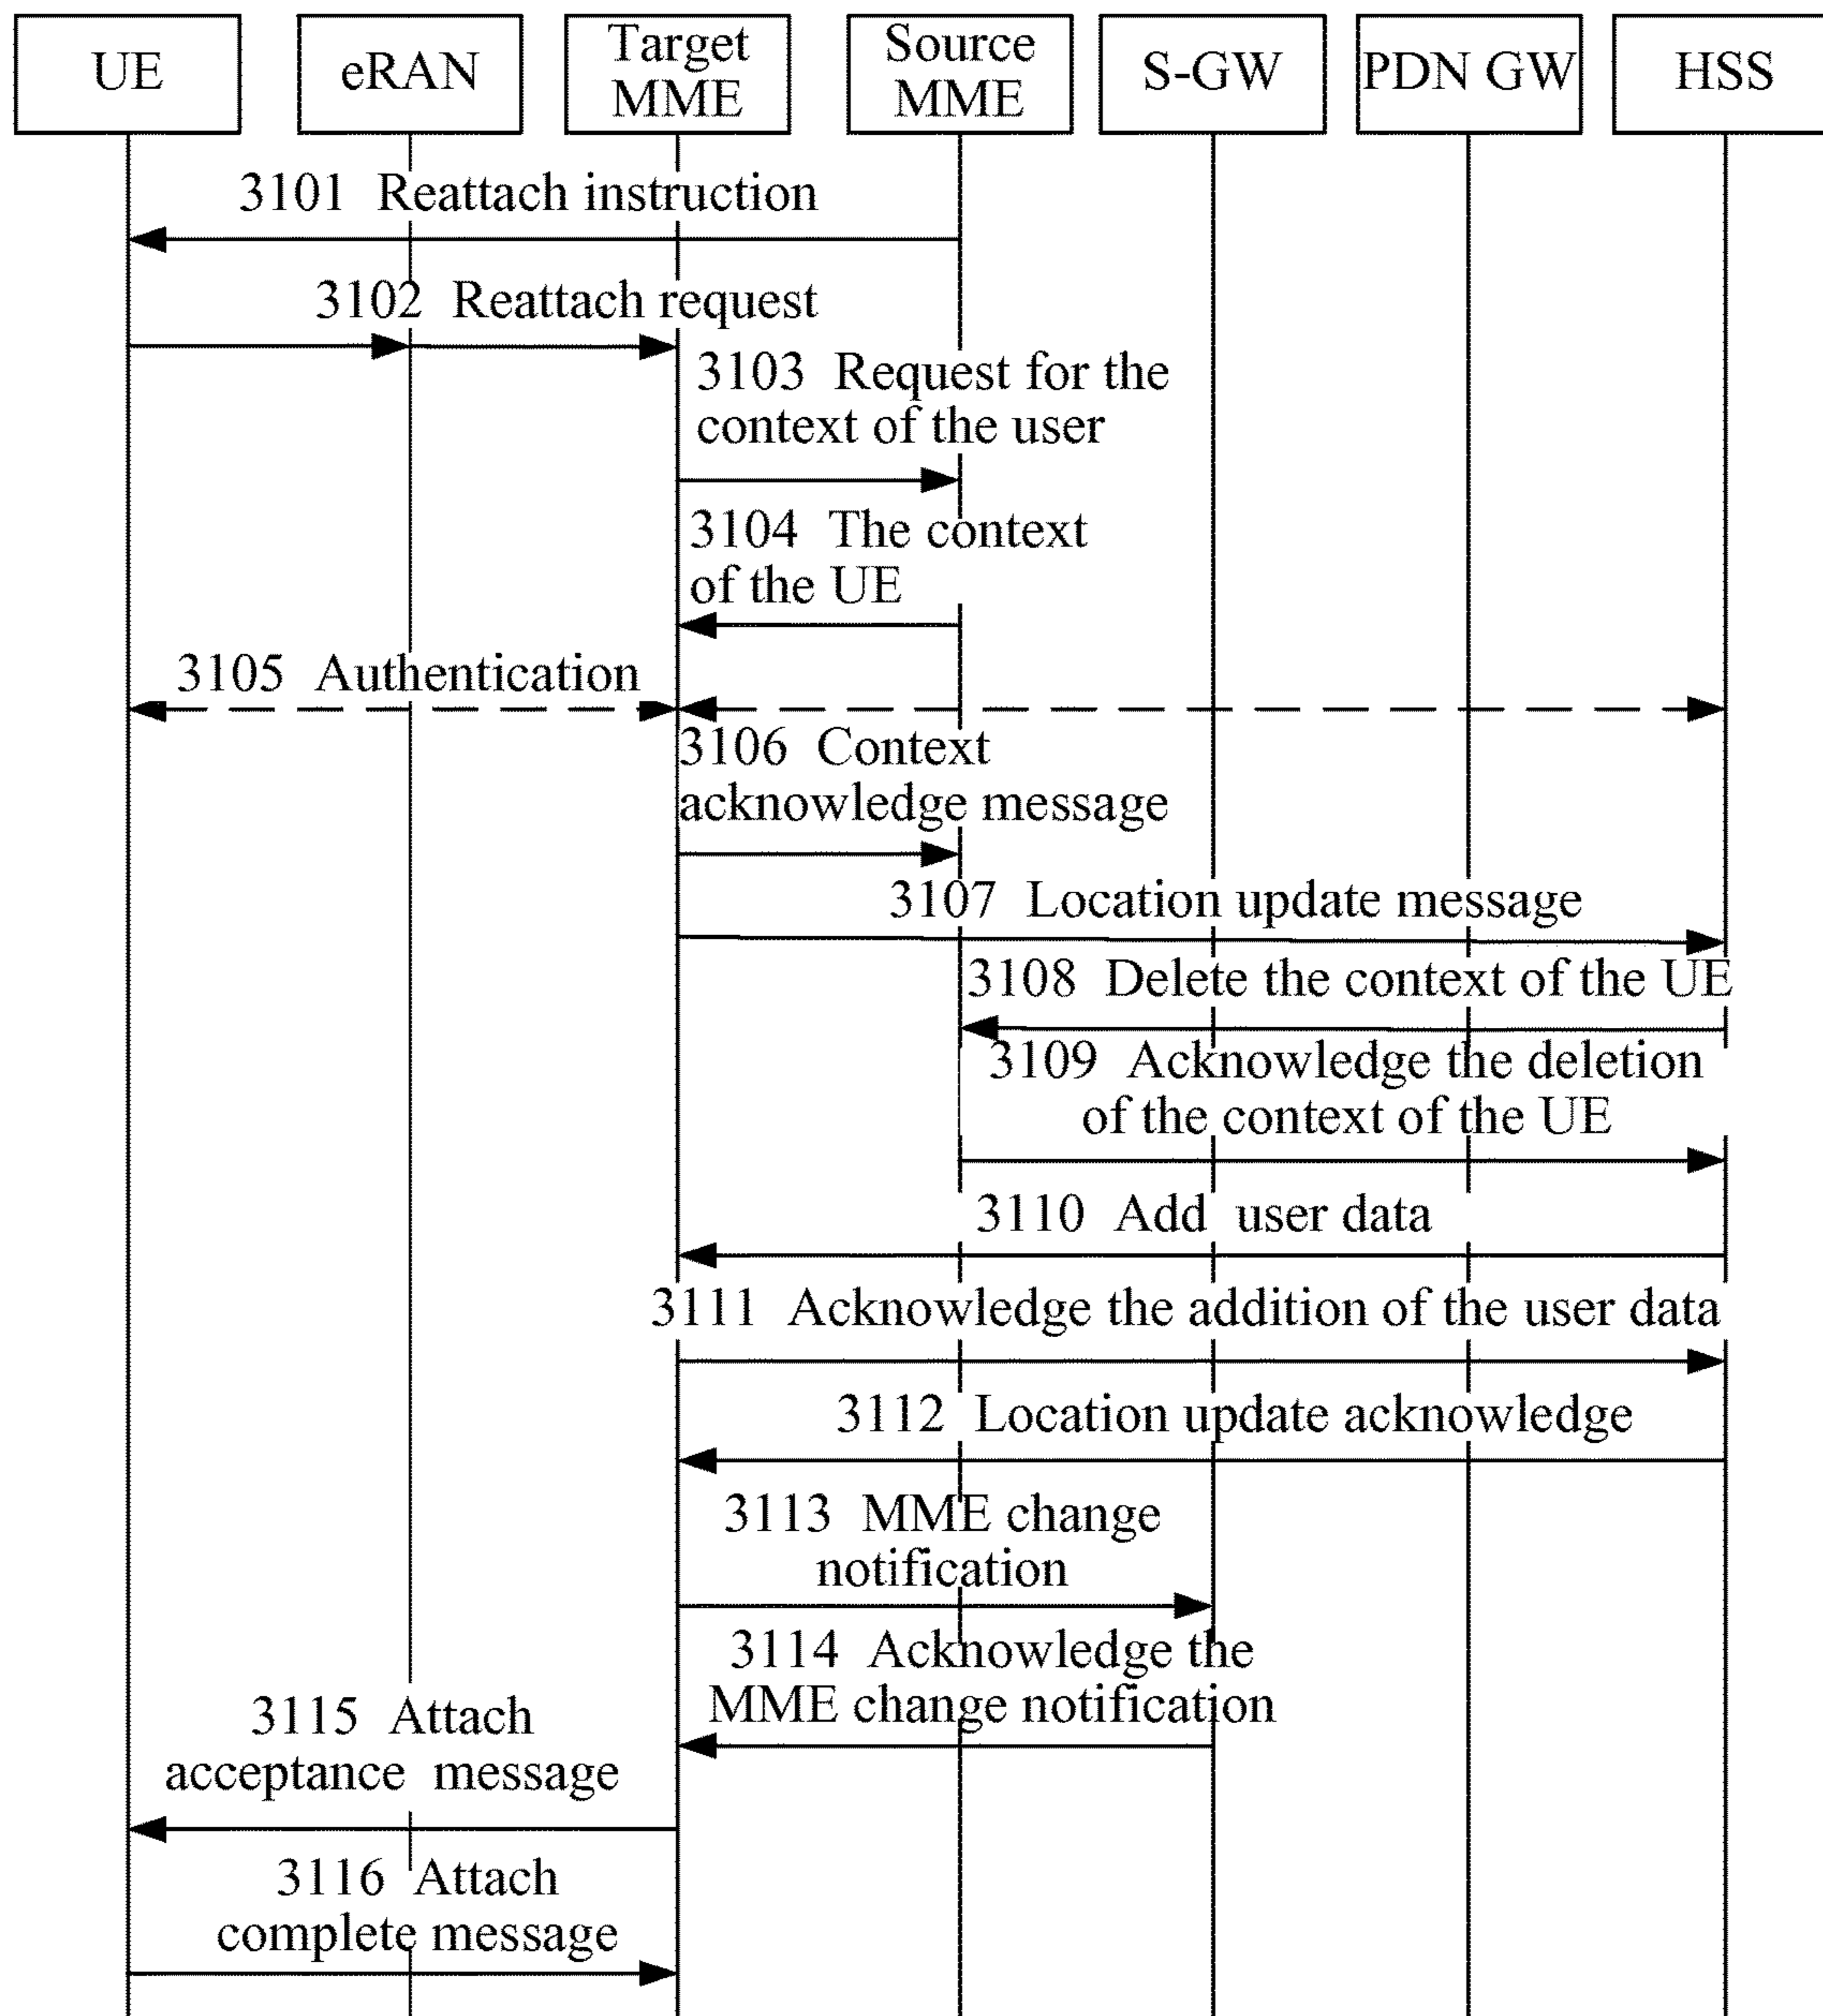 UE
eRAN
Target
MME
Source
MME
S-GW
PDN GW
HSS
3101 Reattach instruction
3102 Reattach request
3103 Request for the
context of the user
3104 The context
of the UE
3105 Authentication
3106 Context
acknowledge message
3107 Location update message
3108 Delete the context of the UE
3109 Acknowledge the deletion
of the context of the UE
3110 Add user data
3111 Acknowledge the addition of the user data
3112 Location update acknowledge
3113 MME change
notification
3114 Acknowledge the
MME change notification
3115 Attach
acceptance message
3116 Attach
complete message